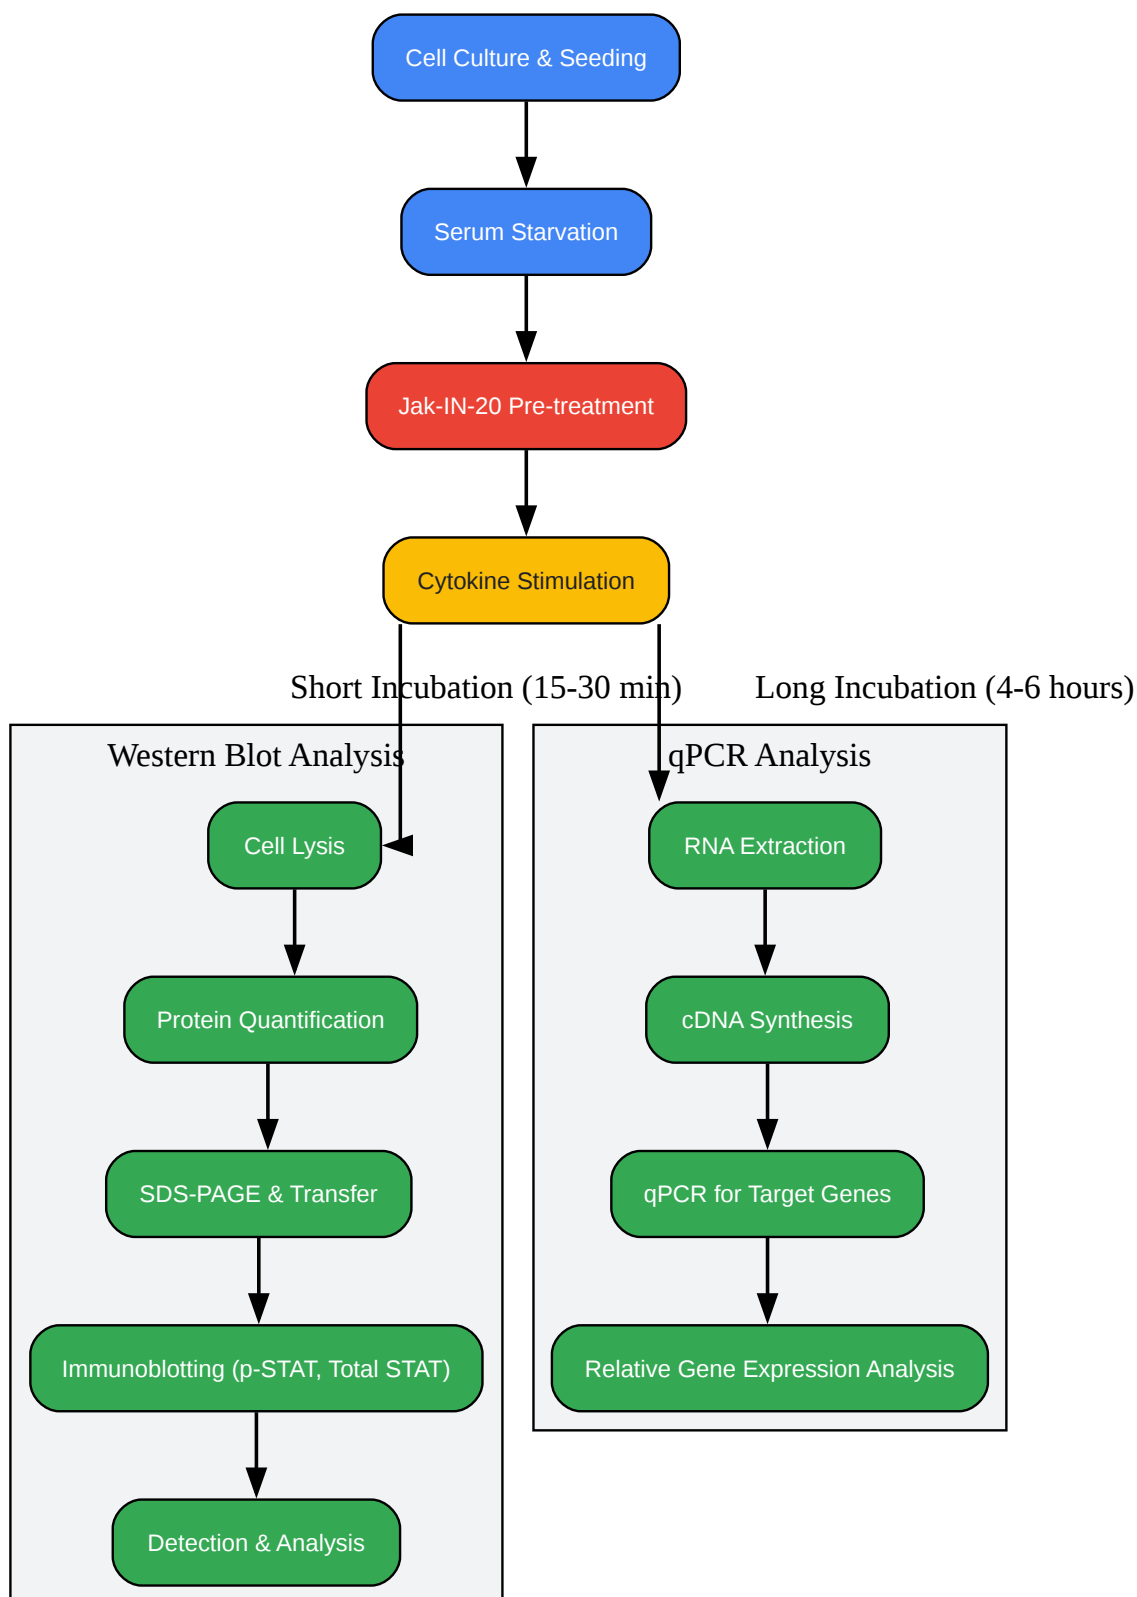 Cell Culture & Seeding
Serum Starvation
Jak-IN-20 Pre-treatment
Cytokine Stimulation
Short Incubation (15-30 min)
Long Incubation (4-6 hours)
Western Blot Analysis
Cell Lysis
Protein Quantification
SDS-PAGE & Transfer
Immunoblotting (p-STAT, Total STAT)
Detection & Analysis
qPCR Analysis
RNA Extraction
cDNA Synthesis
qPCR for Target Genes
Relative Gene Expression Analysis